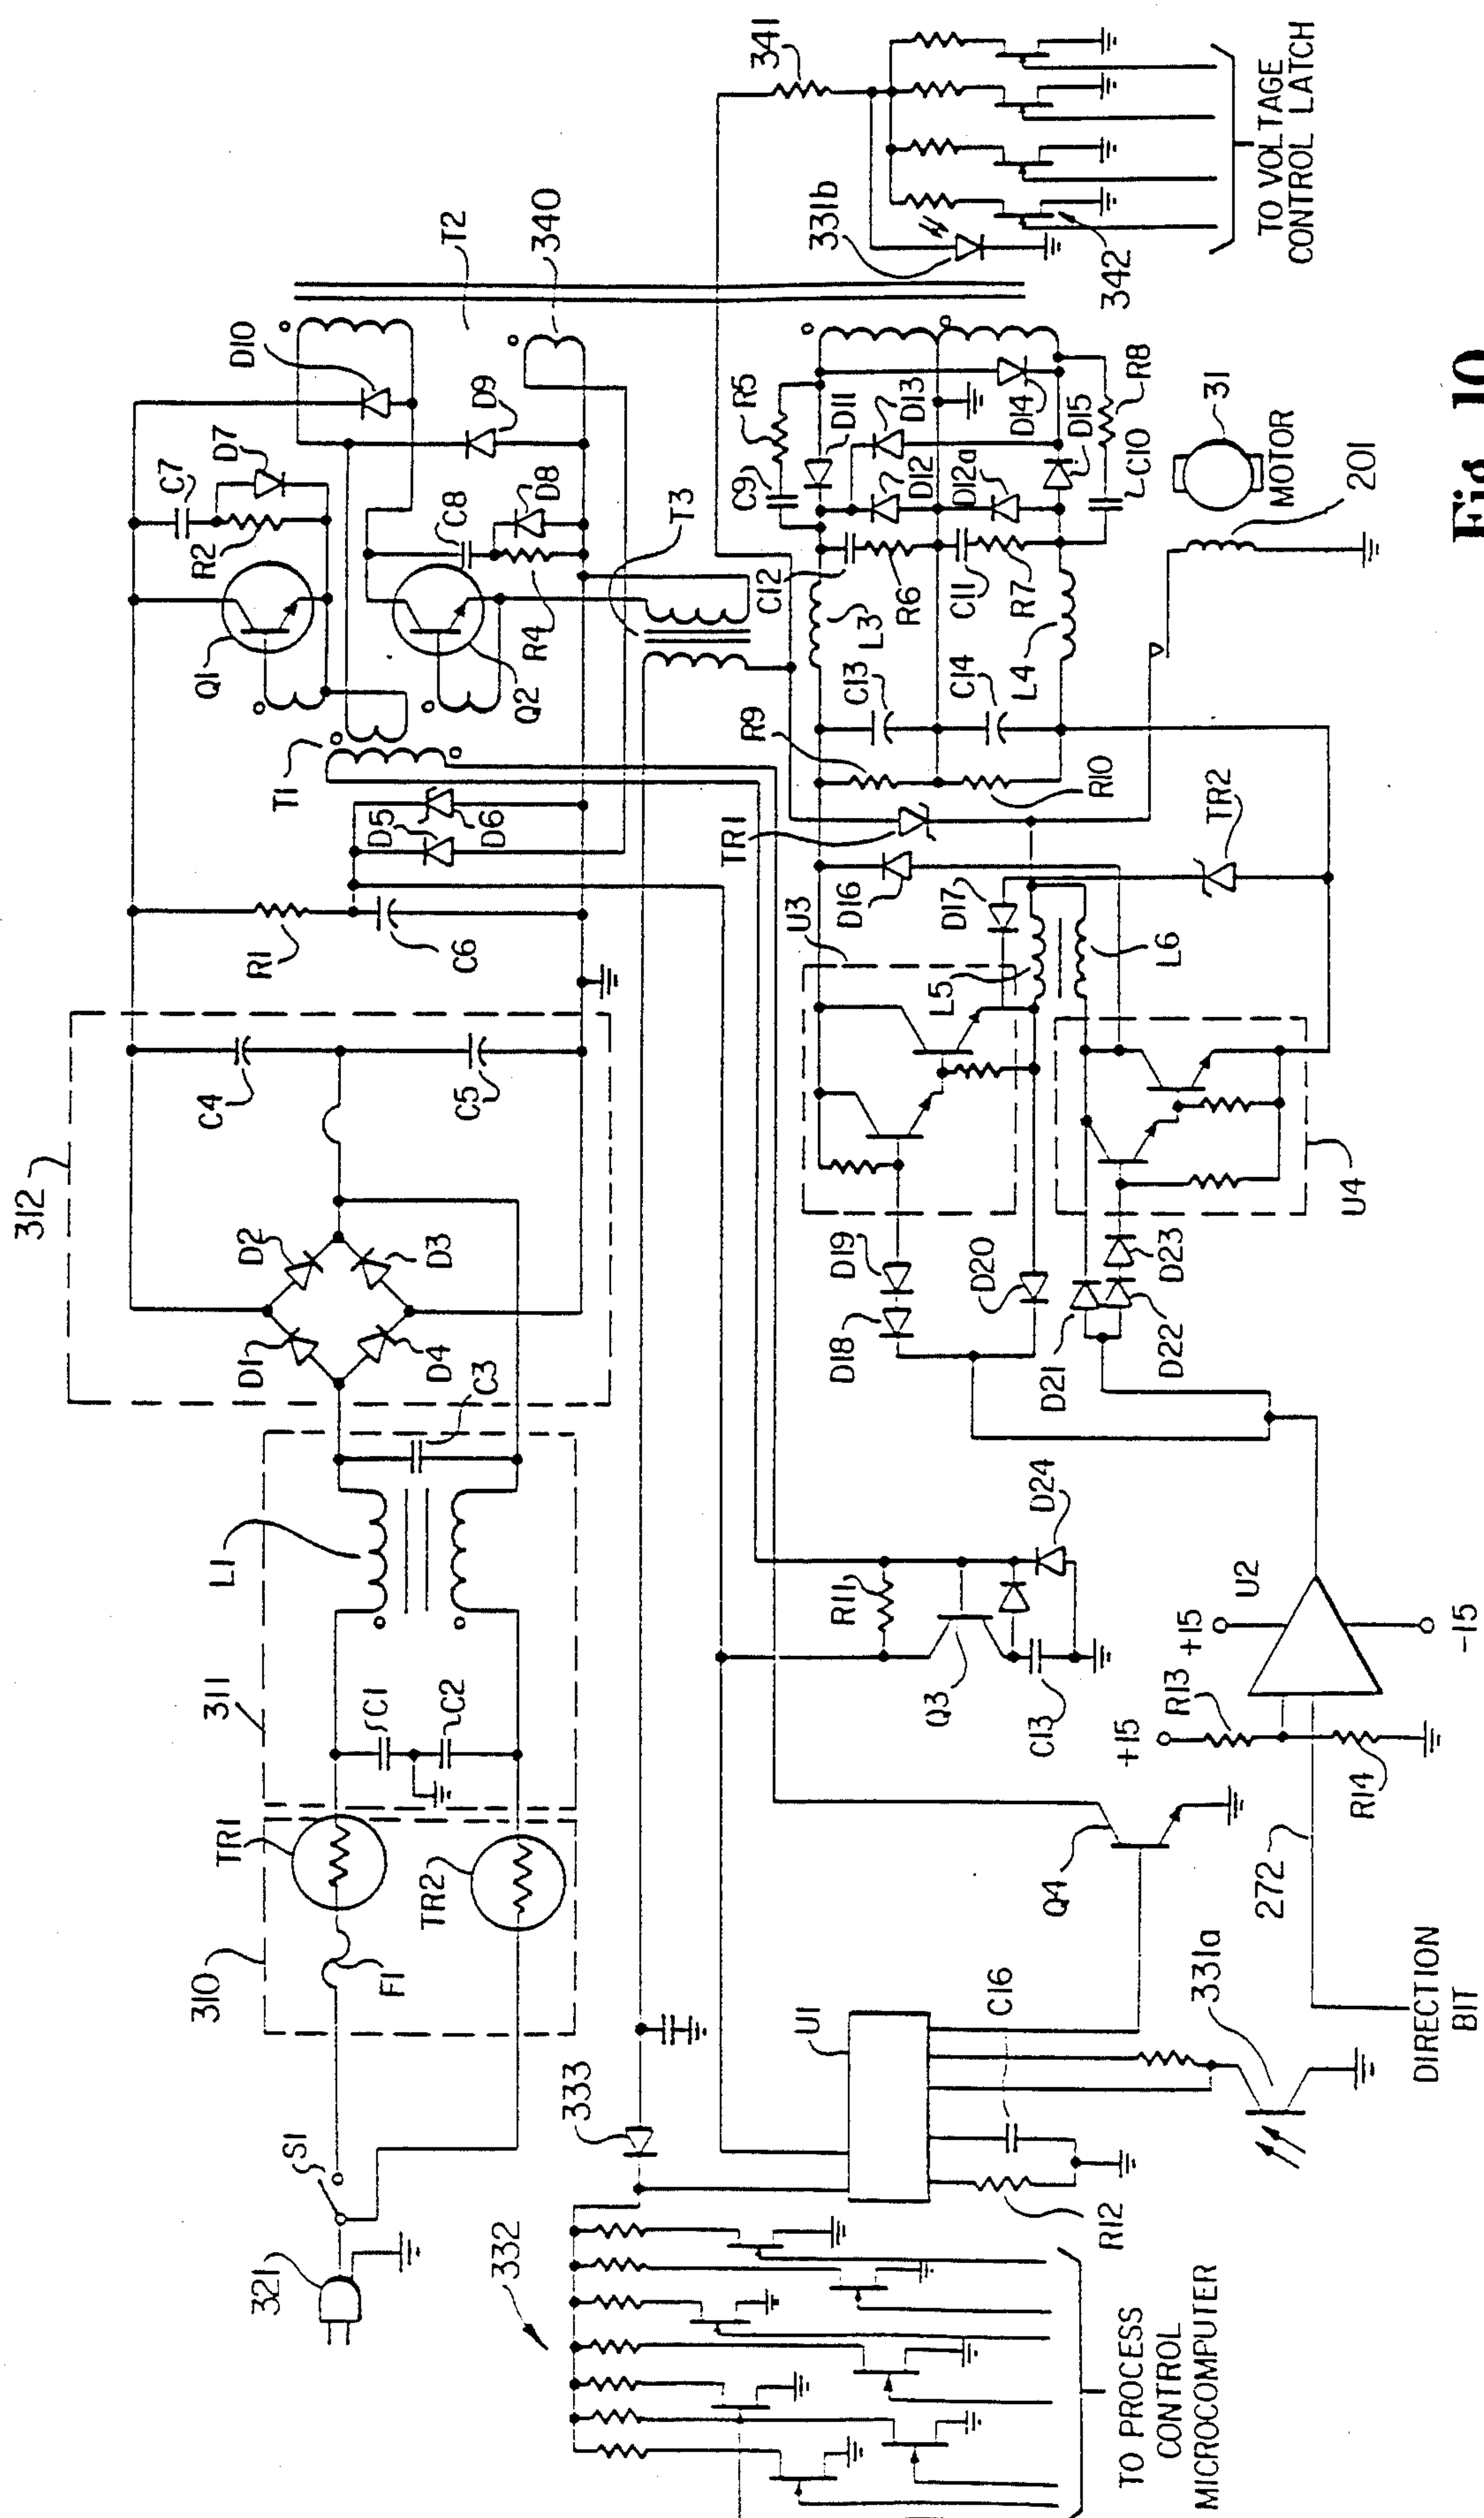 312
311
310
321
S1
F1
TR1
TR2
C1
C2
L1
C3
D1
D2
D3
D4
C4
C5
R1
C6
D5
D6
T1
Q1
R2
C7
D7
Q2
R4
C8
D8
D9
D10
T2
340
T3
333
332
U1
R12
C16
331a
TO PROCESS
CONTROL
MICROCOMPUTER
Q4
Q3
R11
C13
D24
272
DIRECTION
BIT
+15
R13
R14
+15
U2
-15
D18
D19
D20
D21
D22
D23
U3
U4
L5
L6
D16
D17
TR1
TR2
R9
R10
C13
C14
L3
L4
C12
R6
C11
R7
C9
R5
D11
D12
D13
D12a
D14
D15
R8
C10
31
MOTOR
201
341
331b
342
TO VOLTAGE
CONTROL LATCH
Fig. 10